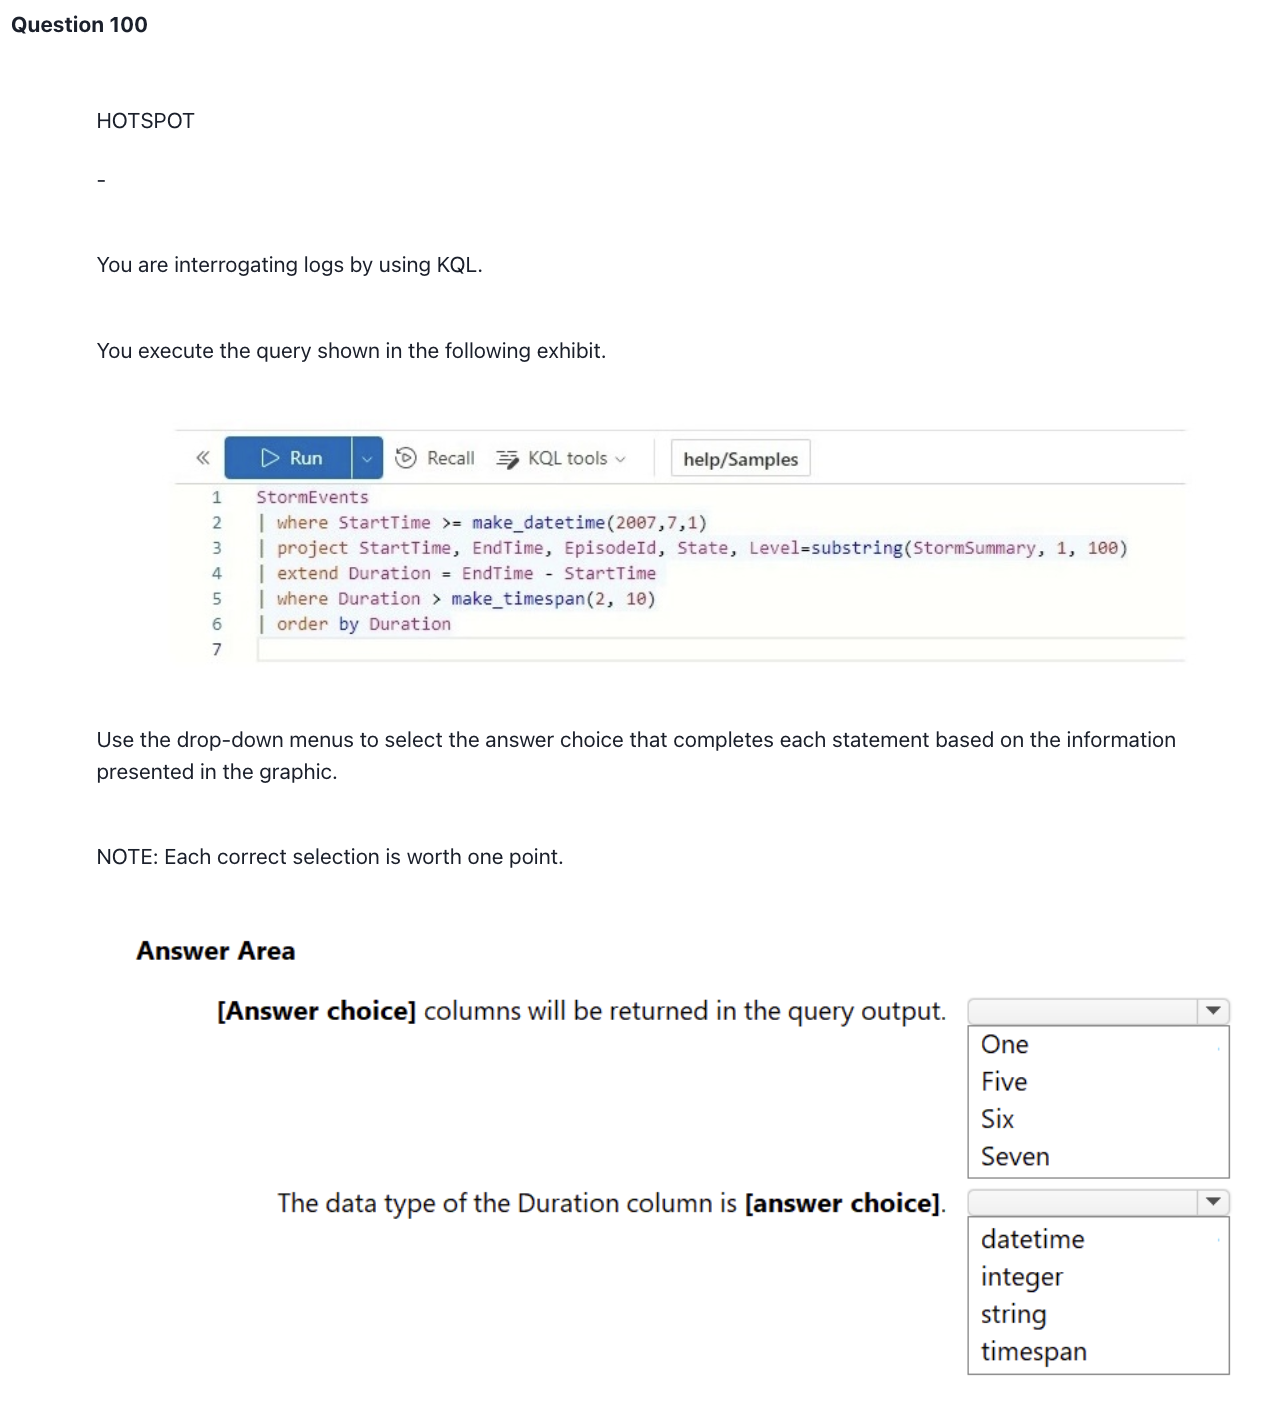 Question 100
HOTSPOT
-
You are interrogating logs by using KQL.
You execute the query shown in the following exhibit.
Run Recall KQL tools help/Samples
1 StormEvents
2 | where StartTime >= make_datetime(2007,7,1)
3 | project StartTime, EndTime, EpisodeId, State, Level=substring(StormSummary, 1, 100)
4 | extend Duration = EndTime - StartTime
5 | where Duration > make_timespan(2, 10)
6 | order by Duration
7
Use the drop-down menus to select the answer choice that completes each statement based on the information
presented in the graphic.
NOTE: Each correct selection is worth one point.
Answer Area
[Answer choice] columns will be returned in the query output.
One
Five
Six
Seven
The data type of the Duration column is [answer choice].
datetime
integer
string
timespan